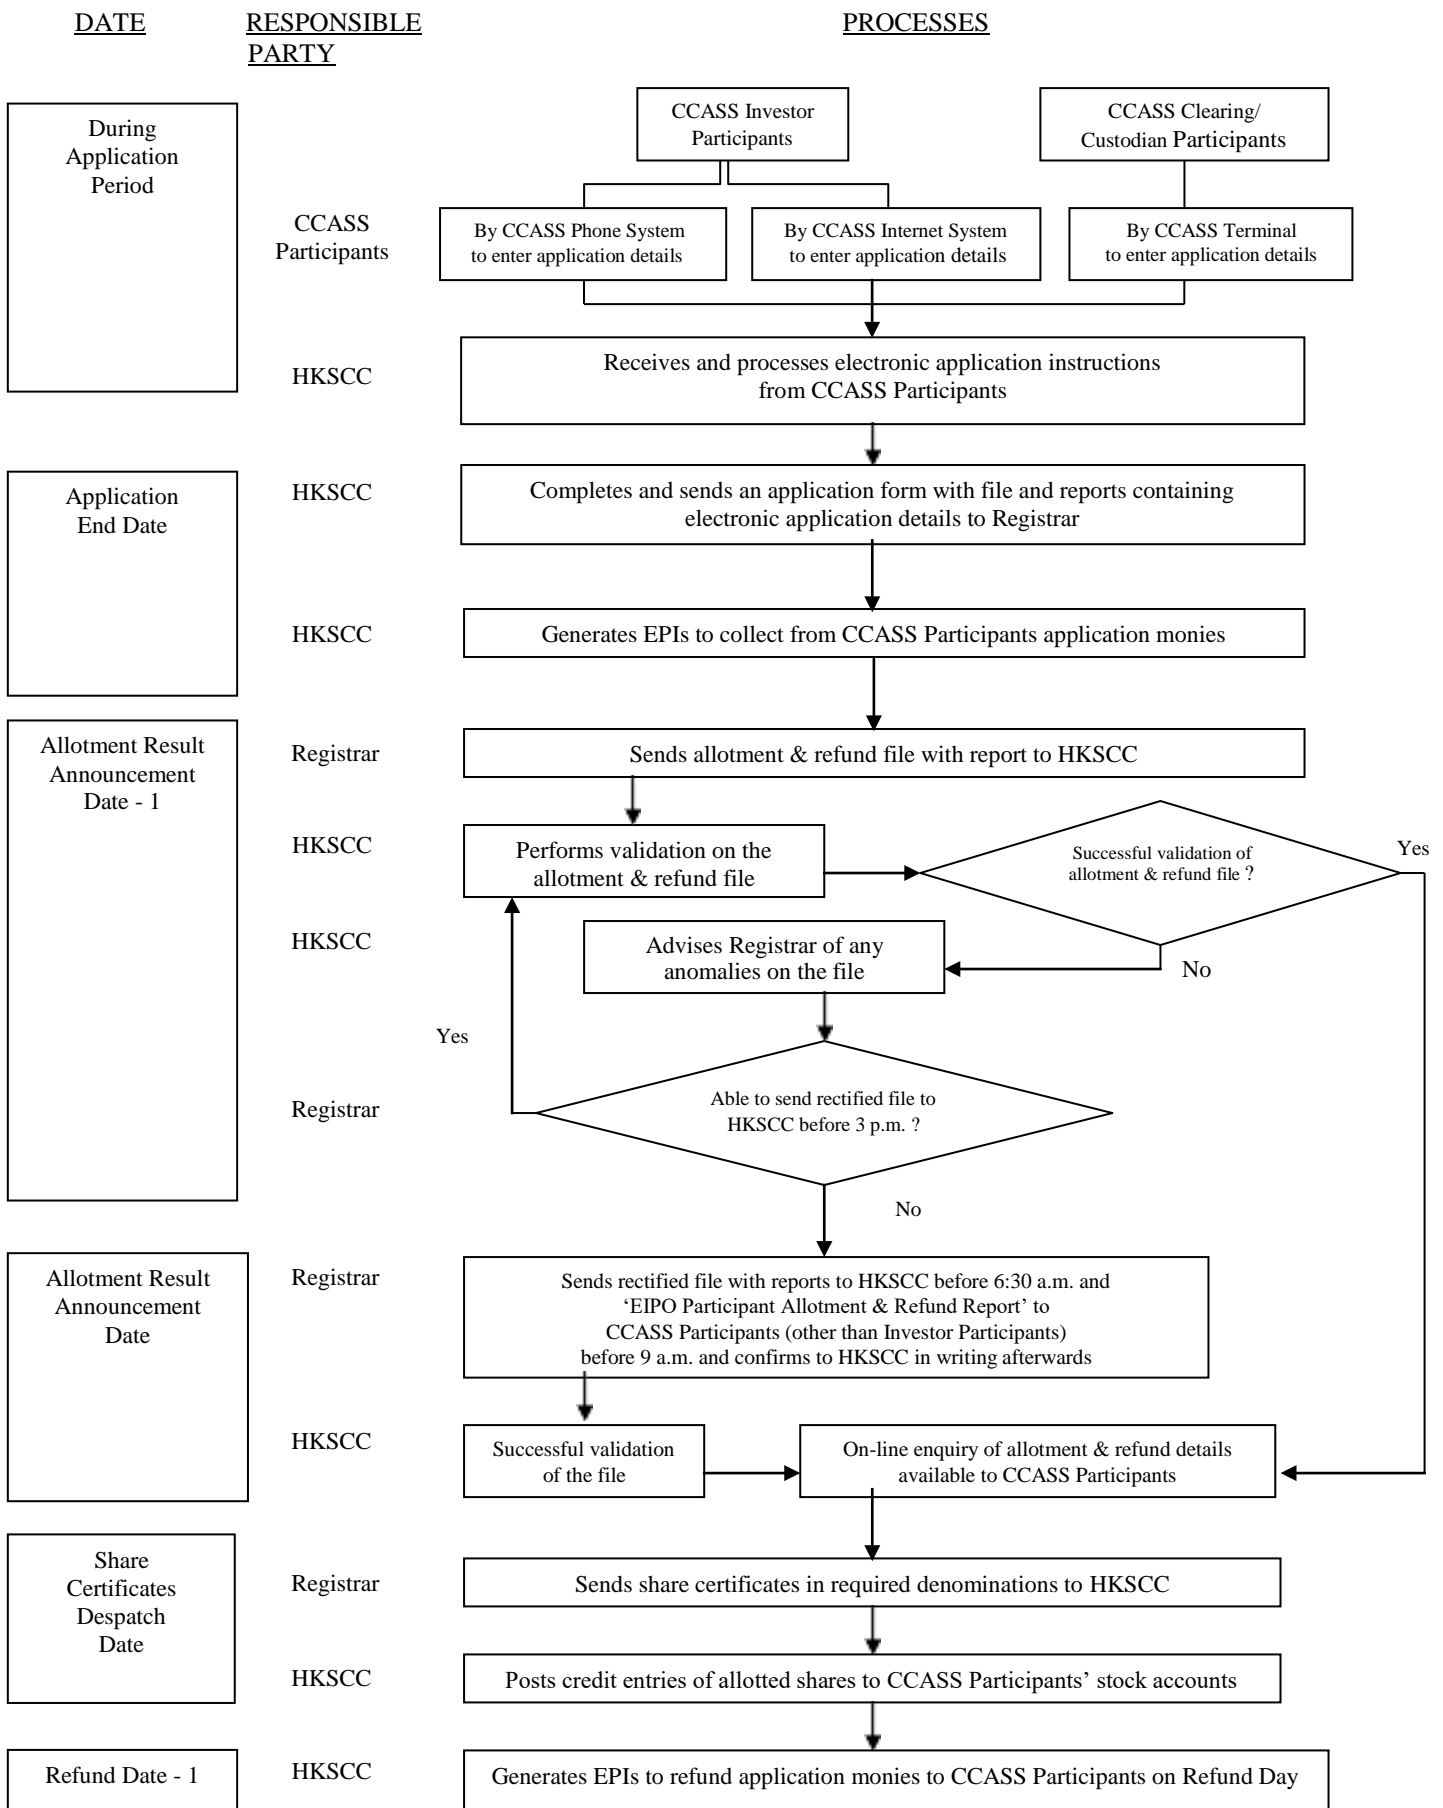 DATE
RESPONSIBLE
PARTY
PROCESSES
During
Application
Period
CCASS Investor
Participants
CCASS Clearing/
Custodian Participants
CCASS
Participants
By CCASS Phone System
to enter application details
By CCASS Internet System
to enter application details
By CCASS Terminal
to enter application details
HKSCC
Receives and processes electronic application instructions
from CCASS Participants
Application
End Date
HKSCC
Completes and sends an application form with file and reports containing
electronic application details to Registrar
HKSCC
Generates EPIs to collect from CCASS Participants application monies
Allotment Result
Announcement
Date - 1
Registrar
Sends allotment & refund file with report to HKSCC
HKSCC
Performs validation on the
allotment & refund file
Successful validation of
allotment & refund file ?
Yes
HKSCC
Advises Registrar of any
anomalies on the file
No
Yes
Registrar
Able to send rectified file to
HKSCC before 3 p.m. ?
No
Allotment Result
Announcement
Date
Registrar
Sends rectified file with reports to HKSCC before 6:30 a.m. and
‘EIPO Participant Allotment & Refund Report’ to
CCASS Participants (other than Investor Participants)
before 9 a.m. and confirms to HKSCC in writing afterwards
HKSCC
Successful validation
of the file
On-line enquiry of allotment & refund details
available to CCASS Participants
Share
Certificates
Despatch
Date
Registrar
Sends share certificates in required denominations to HKSCC
HKSCC
Posts credit entries of allotted shares to CCASS Participants’ stock accounts
Refund Date - 1
HKSCC
Generates EPIs to refund application monies to CCASS Participants on Refund Day